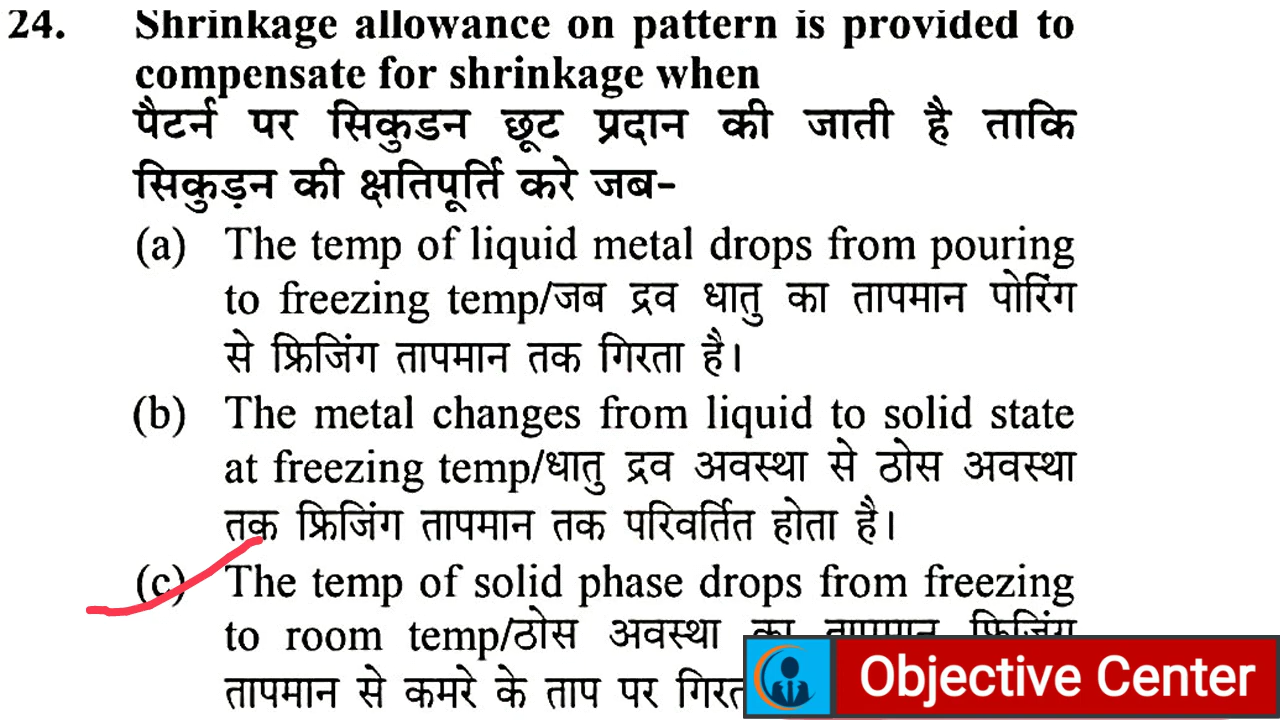 24. Shrinkage allowance on pattern is provided to
compensate for shrinkage when
पैटर्न पर सिकुडन छूट प्रदान की जाती है ताकि
सिकुड़न की क्षतिपूर्ति करे जब-
(a) The temp of liquid metal drops from pouring
to freezing temp/जब द्रव धातु का तापमान पोरिंग
से फ्रिजिंग तापमान तक गिरता है।
(b) The metal changes from liquid to solid state
at freezing temp/धातु द्रव अवस्था से ठोस अवस्था
तक फ्रिजिंग तापमान तक परिवर्तित होता है।
(c) The temp of solid phase drops from freezing
to room temp/ठोस अवस्था का तापमान फ्रिजिंग
तापमान से कमरे के ताप पर
Objective Center